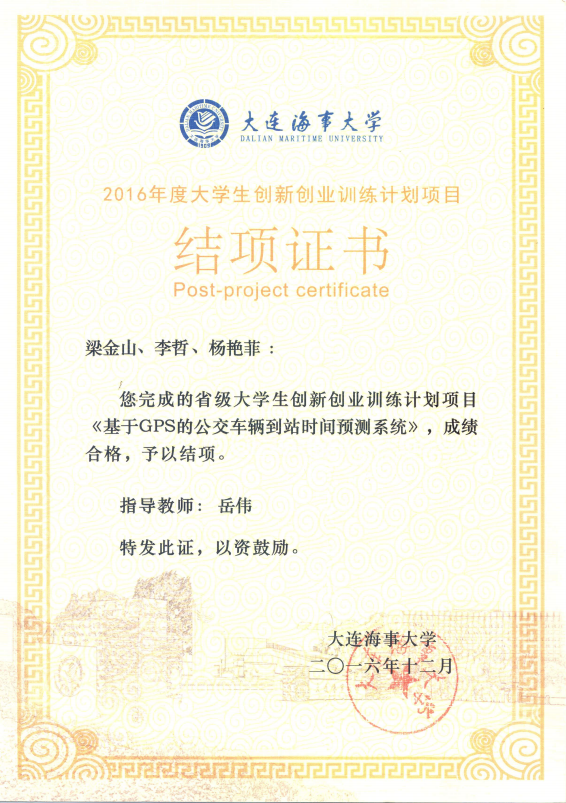 大连海事大学
DALIAN MARITIME UNIVERSITY
2016年度大学生创新创业训练计划项目
结项证书
Post-project certificate
梁金山、李哲、杨艳菲：
您完成的省级大学生创新创业训练计划项目
《基于GPS的公交车辆到站时间预测系统》，成绩
合格，予以结项。
指导教师：岳伟
特发此证，以资鼓励。
大连海事大学
二〇一六年十二月
大连海事大学